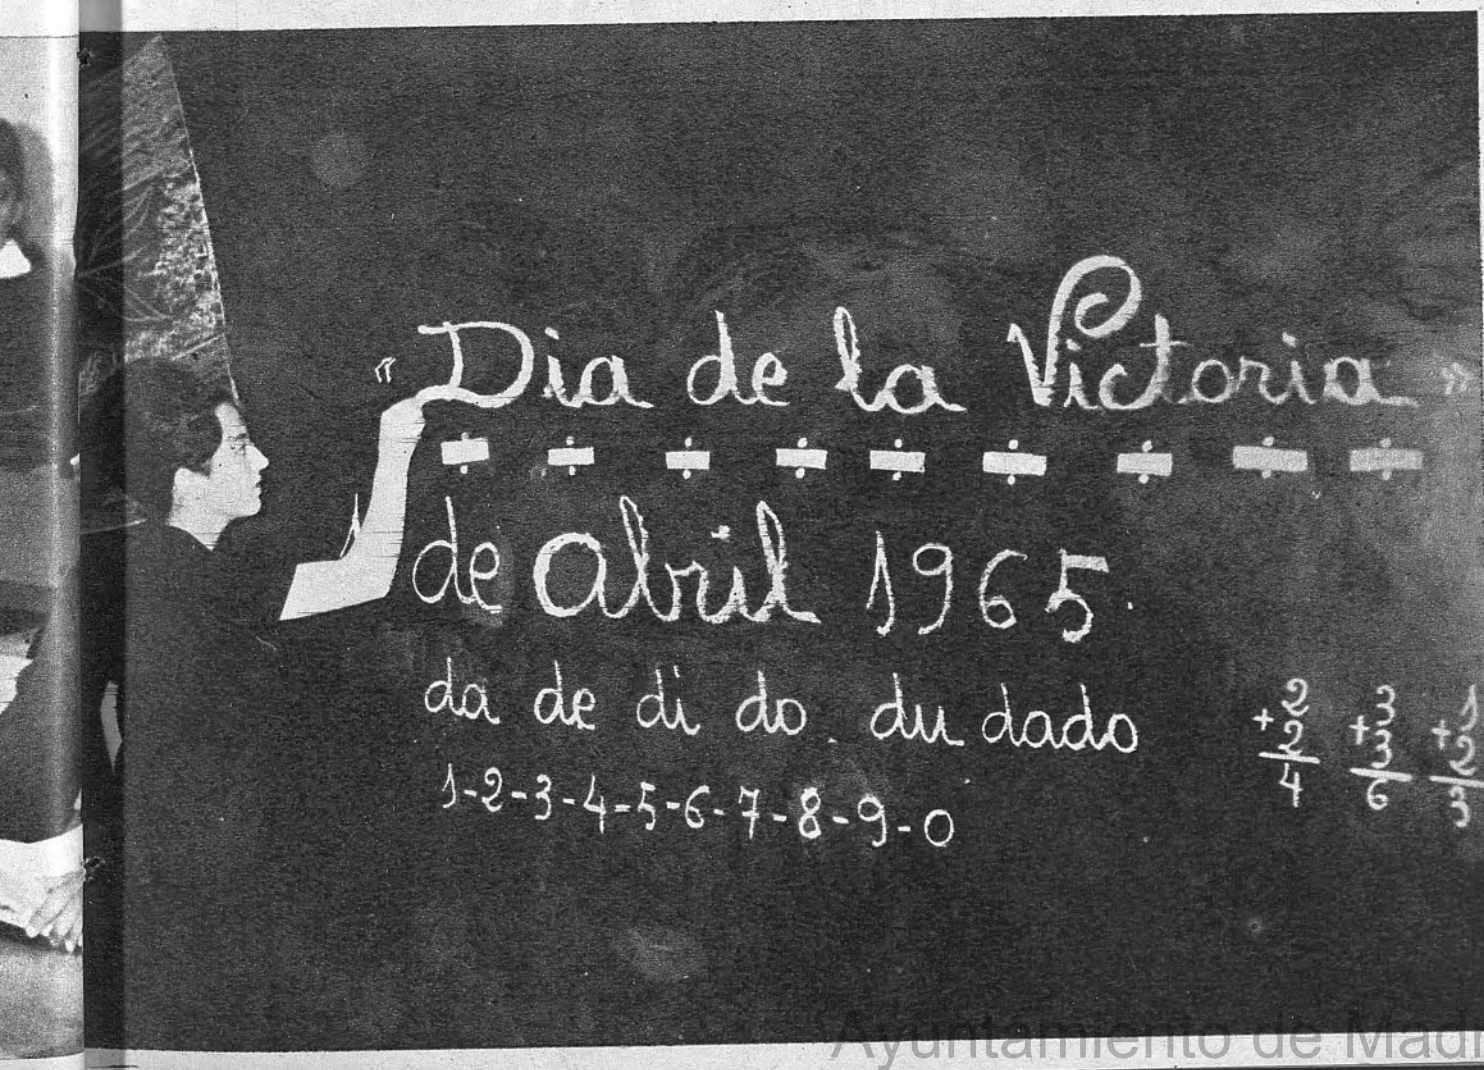 «Dia de la Victoria»
÷ ÷ ÷ ÷ ÷ ÷ ÷ ÷ ÷
de abril 1965.
da de di do. du dado
1-2-3-4-5-6-7-8-9-0
2 3 1
+2 +3 +2
4 6 3
Ayuntamiento de Madr